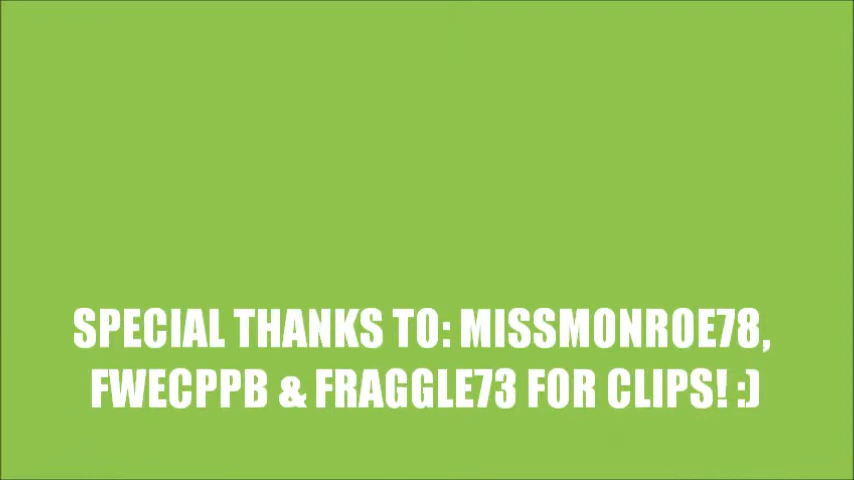 SPECIAL THANKS TO: MISSMONROE78,
FWECPPB & FRAGGLE73 FOR CLIPS! :)